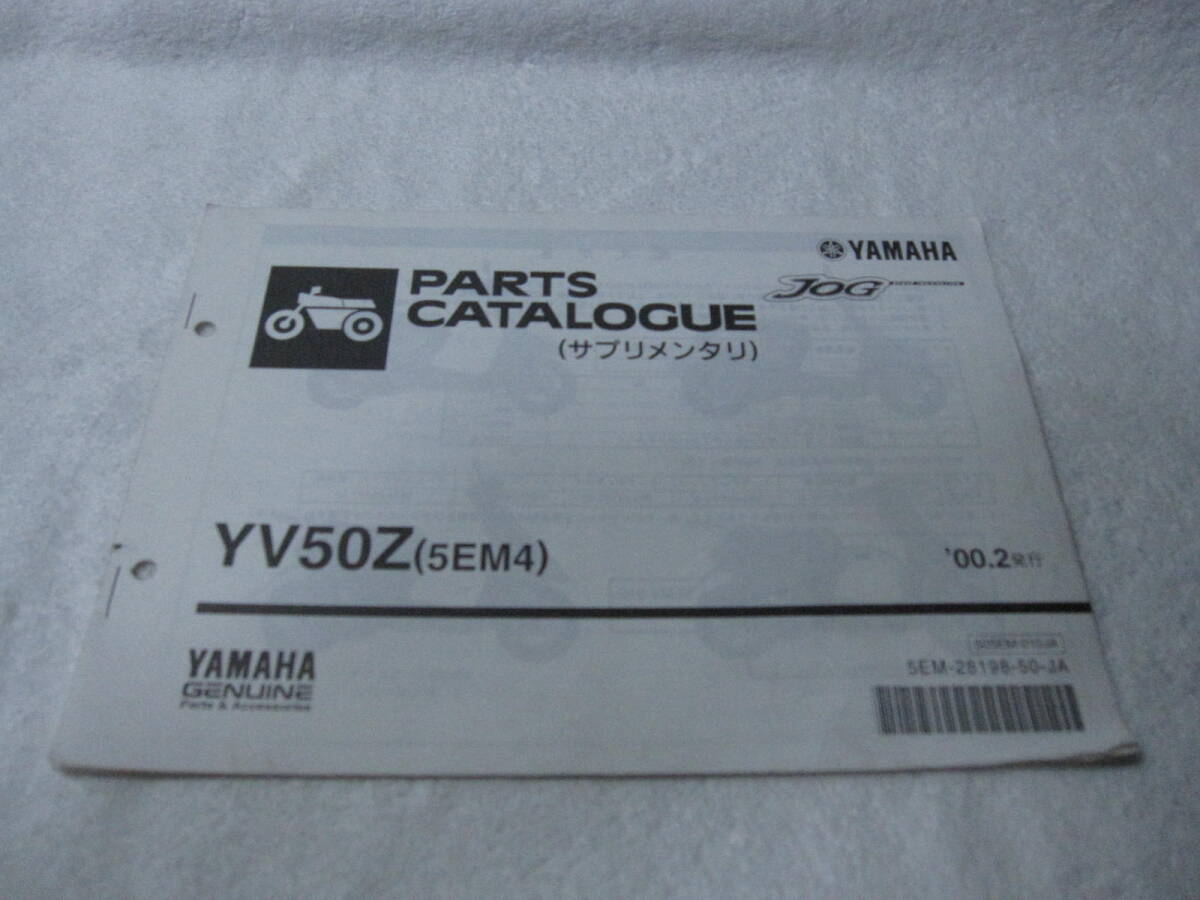 YAMAHA
JOG
PARTS
CATALOGUE
(サプリメンタリ)
YV50Z(5EM4)
'00.2発行
5EM-28198-50-JA
YAMAHA
GENUINE
Parts & Accessories